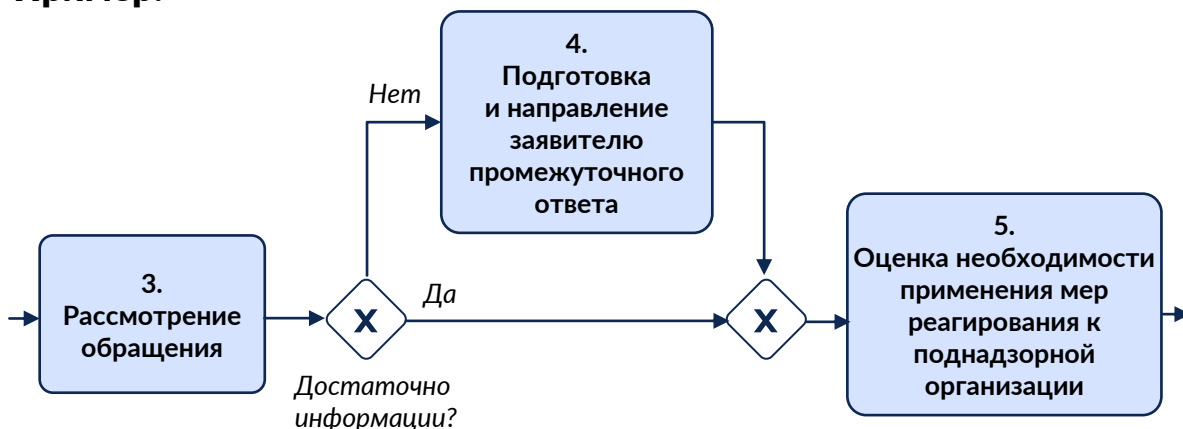 Пример:
4.
Подготовка
и направление
заявителю
промежуточного
ответа
Нет
3.
Рассмотрение
обращения
X
Да
X
Достаточно
информации?
5.
Оценка необходимости
применения мер
реагирования к
поднадзорной
организации